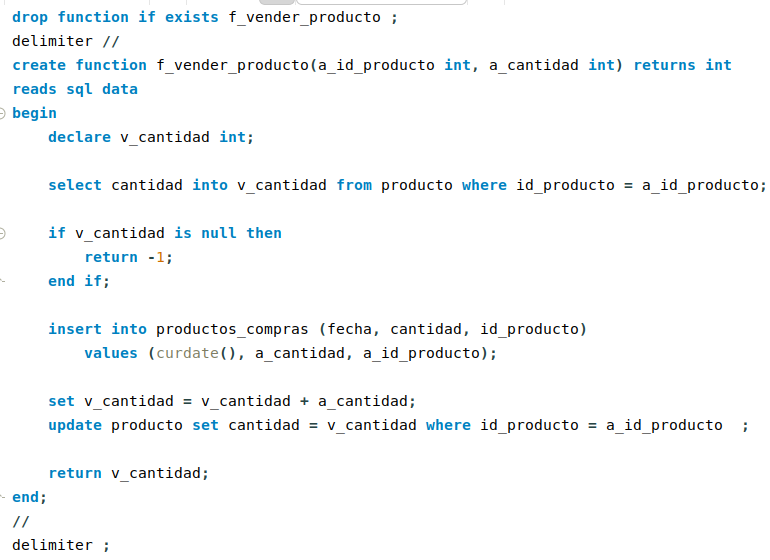 drop function if exists f_vender_producto ;
delimiter //
create function f_vender_producto(a_id_producto int, a_cantidad int) returns int
reads sql data
begin
    declare v_cantidad int;
    select cantidad into v_cantidad from producto where id_producto = a_id_producto;
    if v_cantidad is null then
        return -1;
    end if;
    insert into productos_compras (fecha, cantidad, id_producto)
        values (curdate(), a_cantidad, a_id_producto);
    set v_cantidad = v_cantidad + a_cantidad;
    update producto set cantidad = v_cantidad where id_producto = a_id_producto  ;
    return v_cantidad;
end;
//
delimiter ;